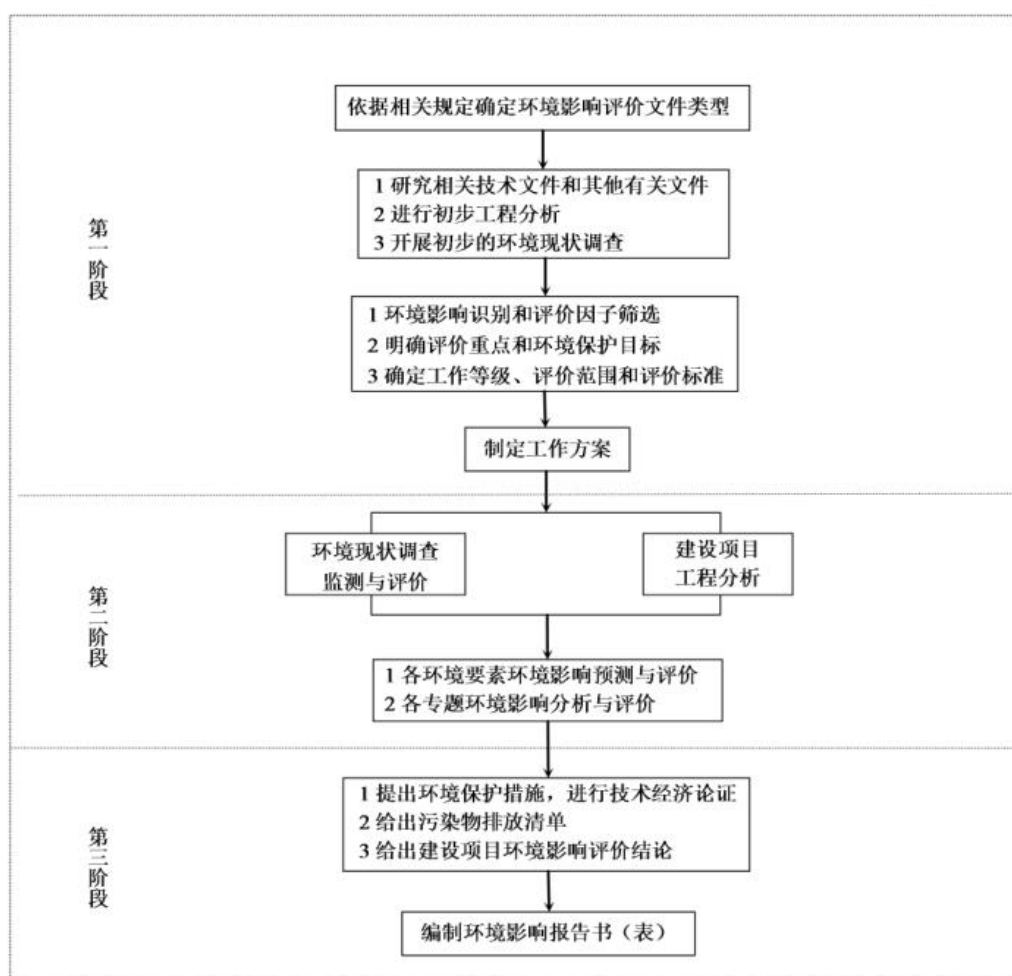 依据相关规定确定环境影响评价文件类型
1 研究相关技术文件和其他有关文件
2 进行初步工程分析
3 开展初步的环境现状调查
第一阶段
1 环境影响识别和评价因子筛选
2 明确评价重点和环境保护目标
3 确定工作等级、评价范围和评价标准
制定工作方案
环境现状调查
监测与评价
建设项目
工程分析
第二阶段
1 各环境要素环境影响预测与评价
2 各专题环境影响分析与评价
1 提出环境保护措施，进行技术经济论证
2 给出污染物排放清单
3 给出建设项目环境影响评价结论
第三阶段
编制环境影响报告书（表）